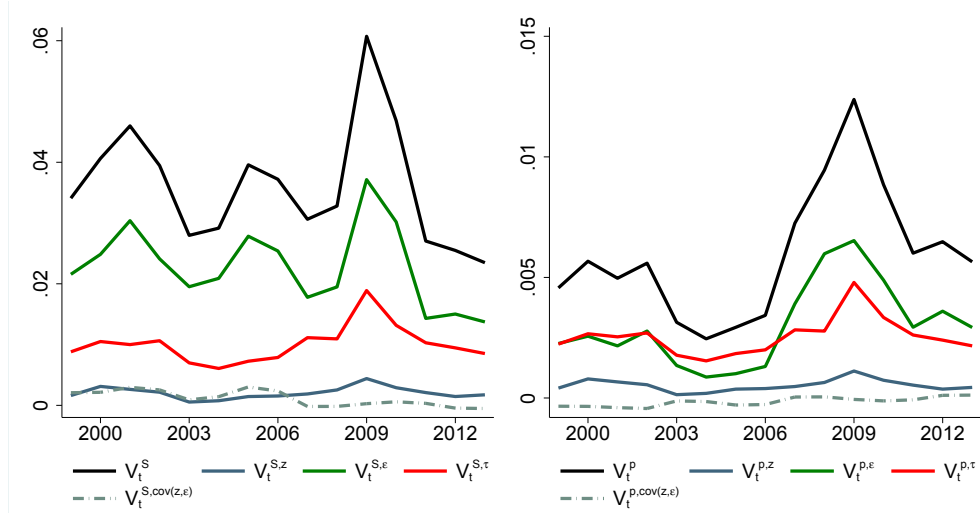 .06
.04
.02
0
2000 2003 2006 2009 2012
V_t^S V_t^{S,z} V_t^{S,ε} V_t^{S,τ}
V_t^{S,cov(z,ε)}
.015
.01
.005
0
2000 2003 2006 2009 2012
V_t^p V_t^{p,z} V_t^{p,ε} V_t^{p,τ}
V_t^{p,cov(z,ε)}